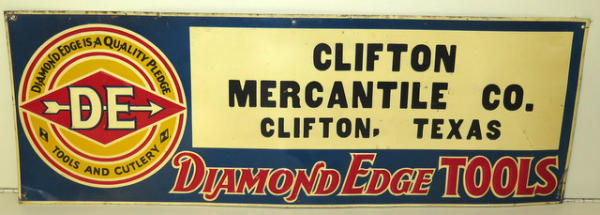 DIAMOND EDGE IS A QUALITY PLEDGE
D-E
TOOLS AND CUTLERY
CLIFTON
MERCANTILE CO.
CLIFTON, TEXAS
DIAMOND EDGE TOOLS